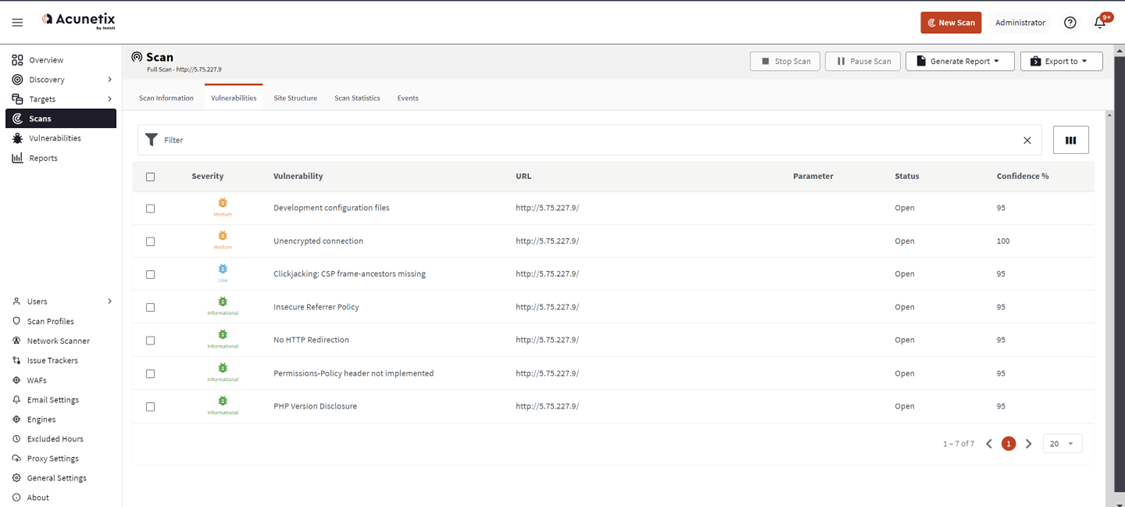 Acunetix
by Invicti
New Scan
Administrator
9+
Overview
Discovery
Targets
Scans
Vulnerabilities
Reports
Users
Scan Profiles
Network Scanner
Issue Trackers
WAFs
Email Settings
Engines
Excluded Hours
Proxy Settings
General Settings
About
Scan
Full Scan - http://5.75.227.9
Stop Scan
Pause Scan
Generate Report
Export to
Scan Information Vulnerabilities Site Structure Scan Statistics Events
Filter
Severity Vulnerability URL Parameter Status Confidence %
Medium Development configuration files http://5.75.227.9/ Open 95
Medium Unencrypted connection http://5.75.227.9/ Open 100
Low Clickjacking: CSP frame-ancestors missing http://5.75.227.9/ Open 95
Informational Insecure Referrer Policy http://5.75.227.9/ Open 95
Informational No HTTP Redirection http://5.75.227.9/ Open 95
Informational Permissions-Policy header not implemented http://5.75.227.9/ Open 95
Informational PHP Version Disclosure http://5.75.227.9/ Open 95
1 – 7 of 7 1 20